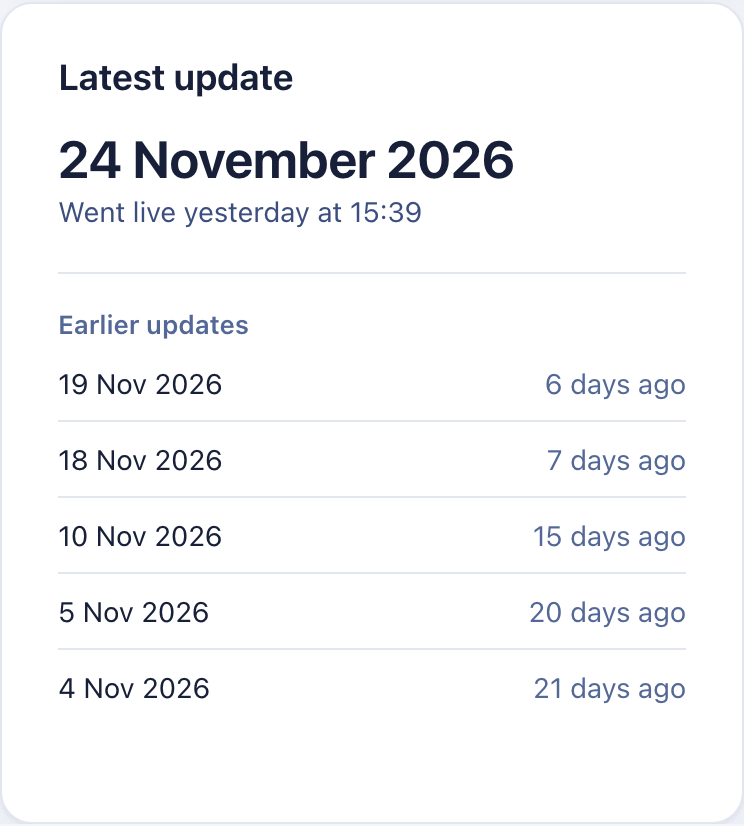 Latest update
24 November 2026
Went live yesterday at 15:39
Earlier updates
19 Nov 2026 6 days ago
18 Nov 2026 7 days ago
10 Nov 2026 15 days ago
5 Nov 2026 20 days ago
4 Nov 2026 21 days ago